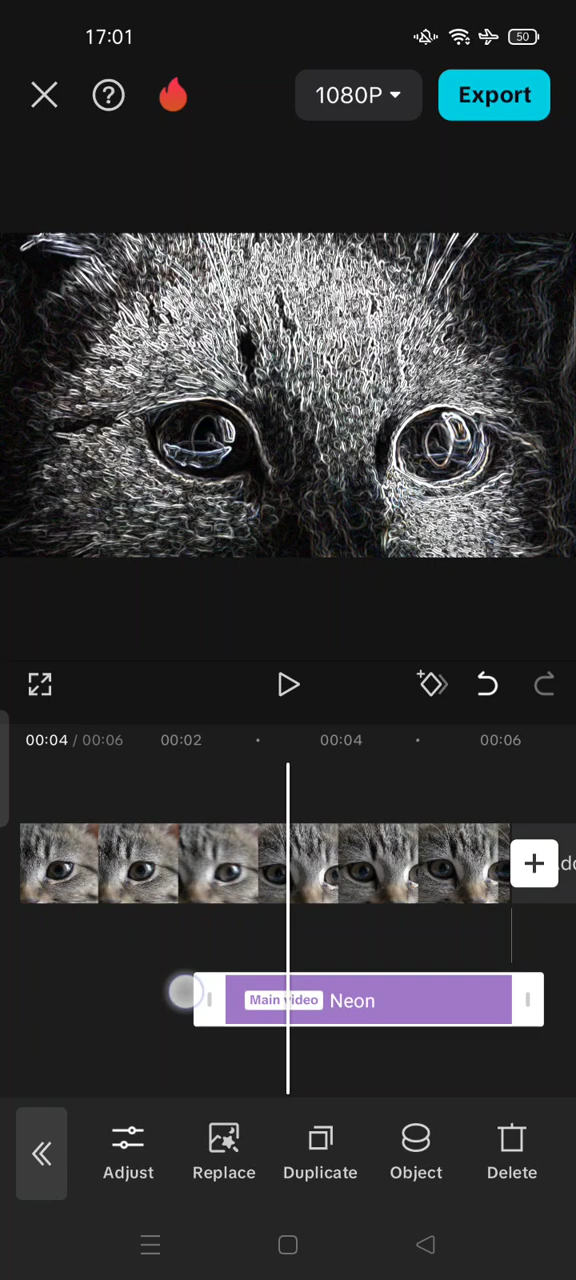 17:01
50
1080P
Export
00:04 / 00:06
00:02
00:04
00:06
Main video
Neon
Adjust
Replace
Duplicate
Object
Delete